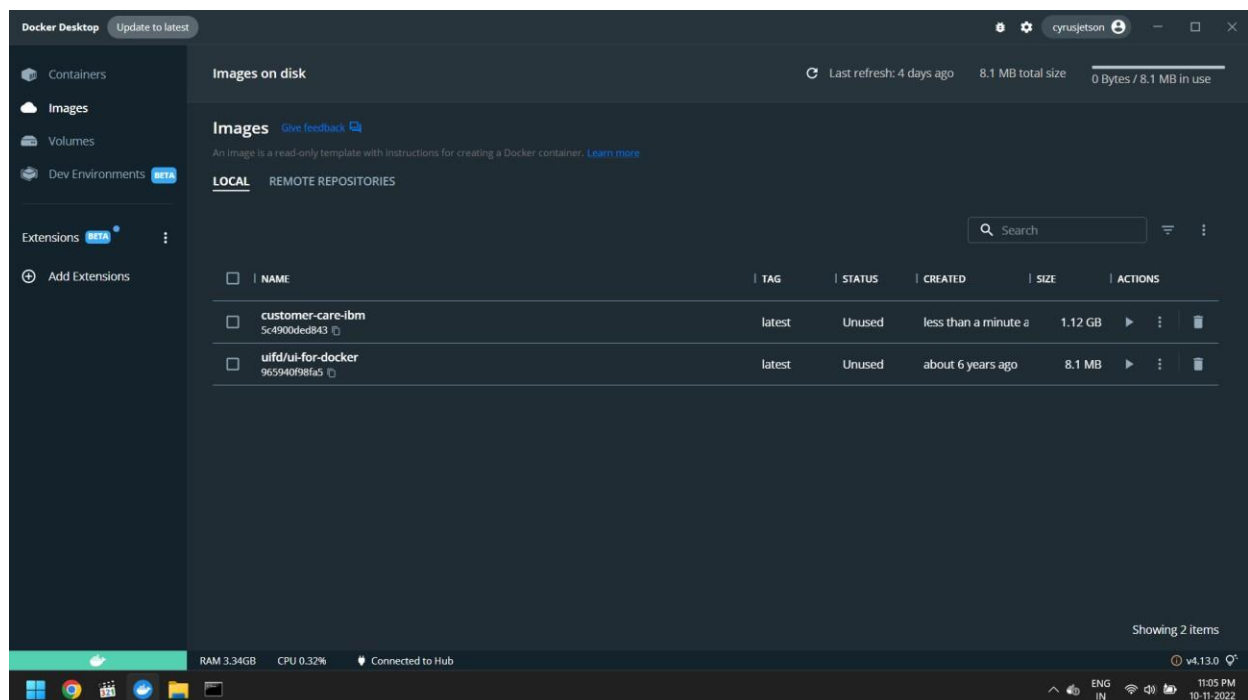 Docker Desktop Update to latest cyrusjetson
Containers
Images
Volumes
Dev Environments BETA
Extensions BETA
Add Extensions
Images on disk Last refresh: 4 days ago 8.1 MB total size 0 Bytes / 8.1 MB in use
Images Give feedback
An image is a read-only template with instructions for creating a Docker container. Learn more
LOCAL REMOTE REPOSITORIES
Search
NAME TAG STATUS CREATED SIZE ACTIONS
customer-care-ibm latest Unused less than a minute a 1.12 GB
5c4900ded843
uifd/ui-for-docker latest Unused about 6 years ago 8.1 MB
965940f98fa5
Showing 2 items
RAM 3.34GB CPU 0.32% Connected to Hub v4.13.0
ENG 11:05 PM
IN 10-11-2022